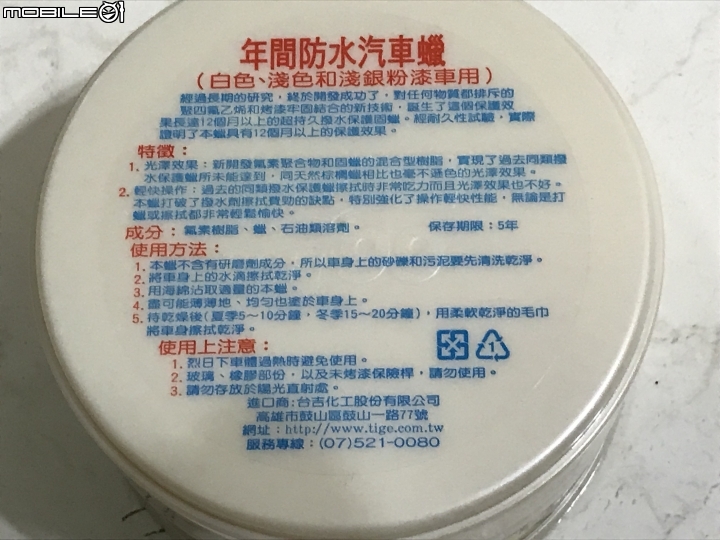 MOBILE01
年間防水汽車蠟
(白色、淺色和淺銀粉漆車用)
經過長期的研究，終於開發成功了，對任何物質都排斥的
聚四氟乙烯和烤漆牢固結合的新技術，誕生了這個保護效
果長達12個月以上的超持久撥水保護固蠟。經耐久性試驗，實際
證明了本蠟具有12個月以上的保護效果。
特徵：
1. 光澤效果：新開發氟素聚合物和固蠟的混合型樹脂，實現了過去同類撥
水保護蠟所未能達到，同天然棕櫚蠟相比也毫不遜色的光澤效果。
2. 輕快操作：過去的同類撥水保護蠟擦拭時非常吃力而且光澤效果也不好。
本蠟打破了撥水劑擦拭費勁的缺點，特別強化了操作輕快性能，無論是打
蠟或擦拭都非常輕鬆愉快。
成分：氟素樹脂、蠟、石油類溶劑。 保存期限：5年
使用方法：
1. 本蠟不含有研磨劑成分，所以車身上的砂礫和污泥要先清洗乾淨。
2. 將車身上的水滴擦拭乾淨。
3. 用海綿沾取適量的本蠟。
4. 盡可能薄薄地、均勻也塗於車身上。
5. 待乾燥後(夏季5～10分鐘，冬季15～20分鐘)，用柔軟乾淨的毛巾
將車身擦拭乾淨。
使用上注意：
1. 烈日下車體過熱時避免使用。
2. 玻璃、橡膠部份，以及未烤漆保險桿，請勿使用。
3. 請勿存放於陽光直射處。
進口商：台吉化工股份有限公司
高雄市鼓山區鼓山一路77號
網址：http://www.tige.com.tw
服務專線：(07)521-0080